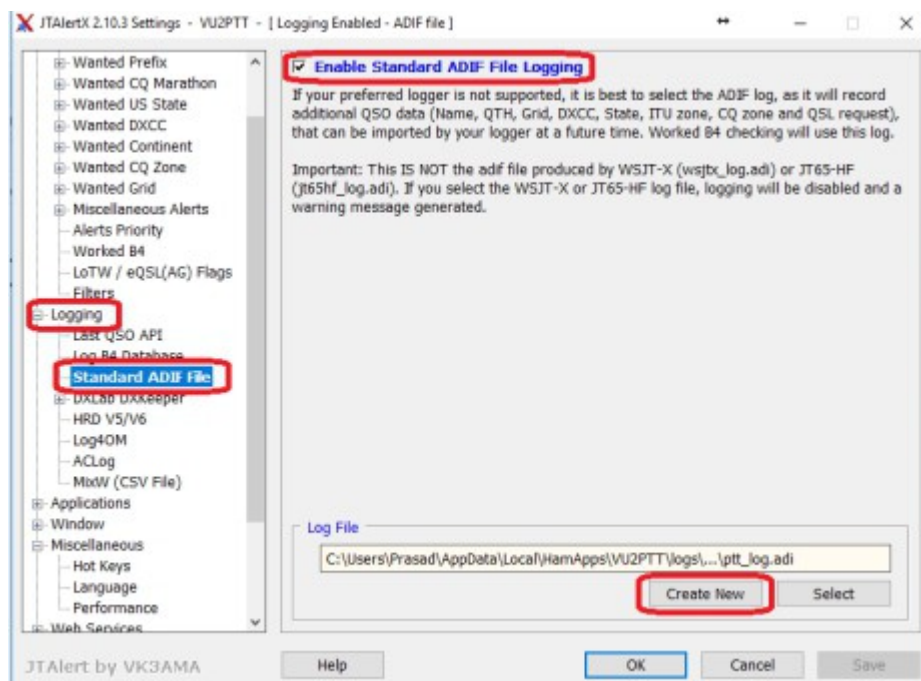 JTAlertX 2.10.3 Settings - VU2PTT - [ Logging Enabled - ADIF file ]
Wanted Prefix
Wanted CQ Marathon
Wanted US State
Wanted DXCC
Wanted Continent
Wanted CQ Zone
Wanted Grid
Miscellaneous Alerts
Alerts Priority
Worked B4
LoTW / eQSL(AG) Flags
Filters
Logging
Last QSO API
Log B4 Database
Standard ADIF File
DXLab DXKeeper
HRD V5/V6
Log4OM
ACLog
MixW (CSV File)
Applications
Window
Miscellaneous
Hot Keys
Language
Performance
Web Services
Enable Standard ADIF File Logging
If your preferred logger is not supported, it is best to select the ADIF log, as it will record
additional QSO data (Name, QTH, Grid, DXCC, State, ITU zone, CQ zone and QSL request),
that can be imported by your logger at a future time. Worked B4 checking will use this log.
Important: This IS NOT the adif file produced by WSJT-X (wsjtx_log.adi) or JT65-HF
(jt65hf_log.adi). If you select the WSJT-X or JT65-HF log file, logging will be disabled and a
warning message generated.
Log File
C:\Users\Prasad\AppData\Local\HamApps\VU2PTT\logs\,...\ptt_log.adi
Create New
Select
JTAlert by VK3AMA
Help
OK
Cancel
Save